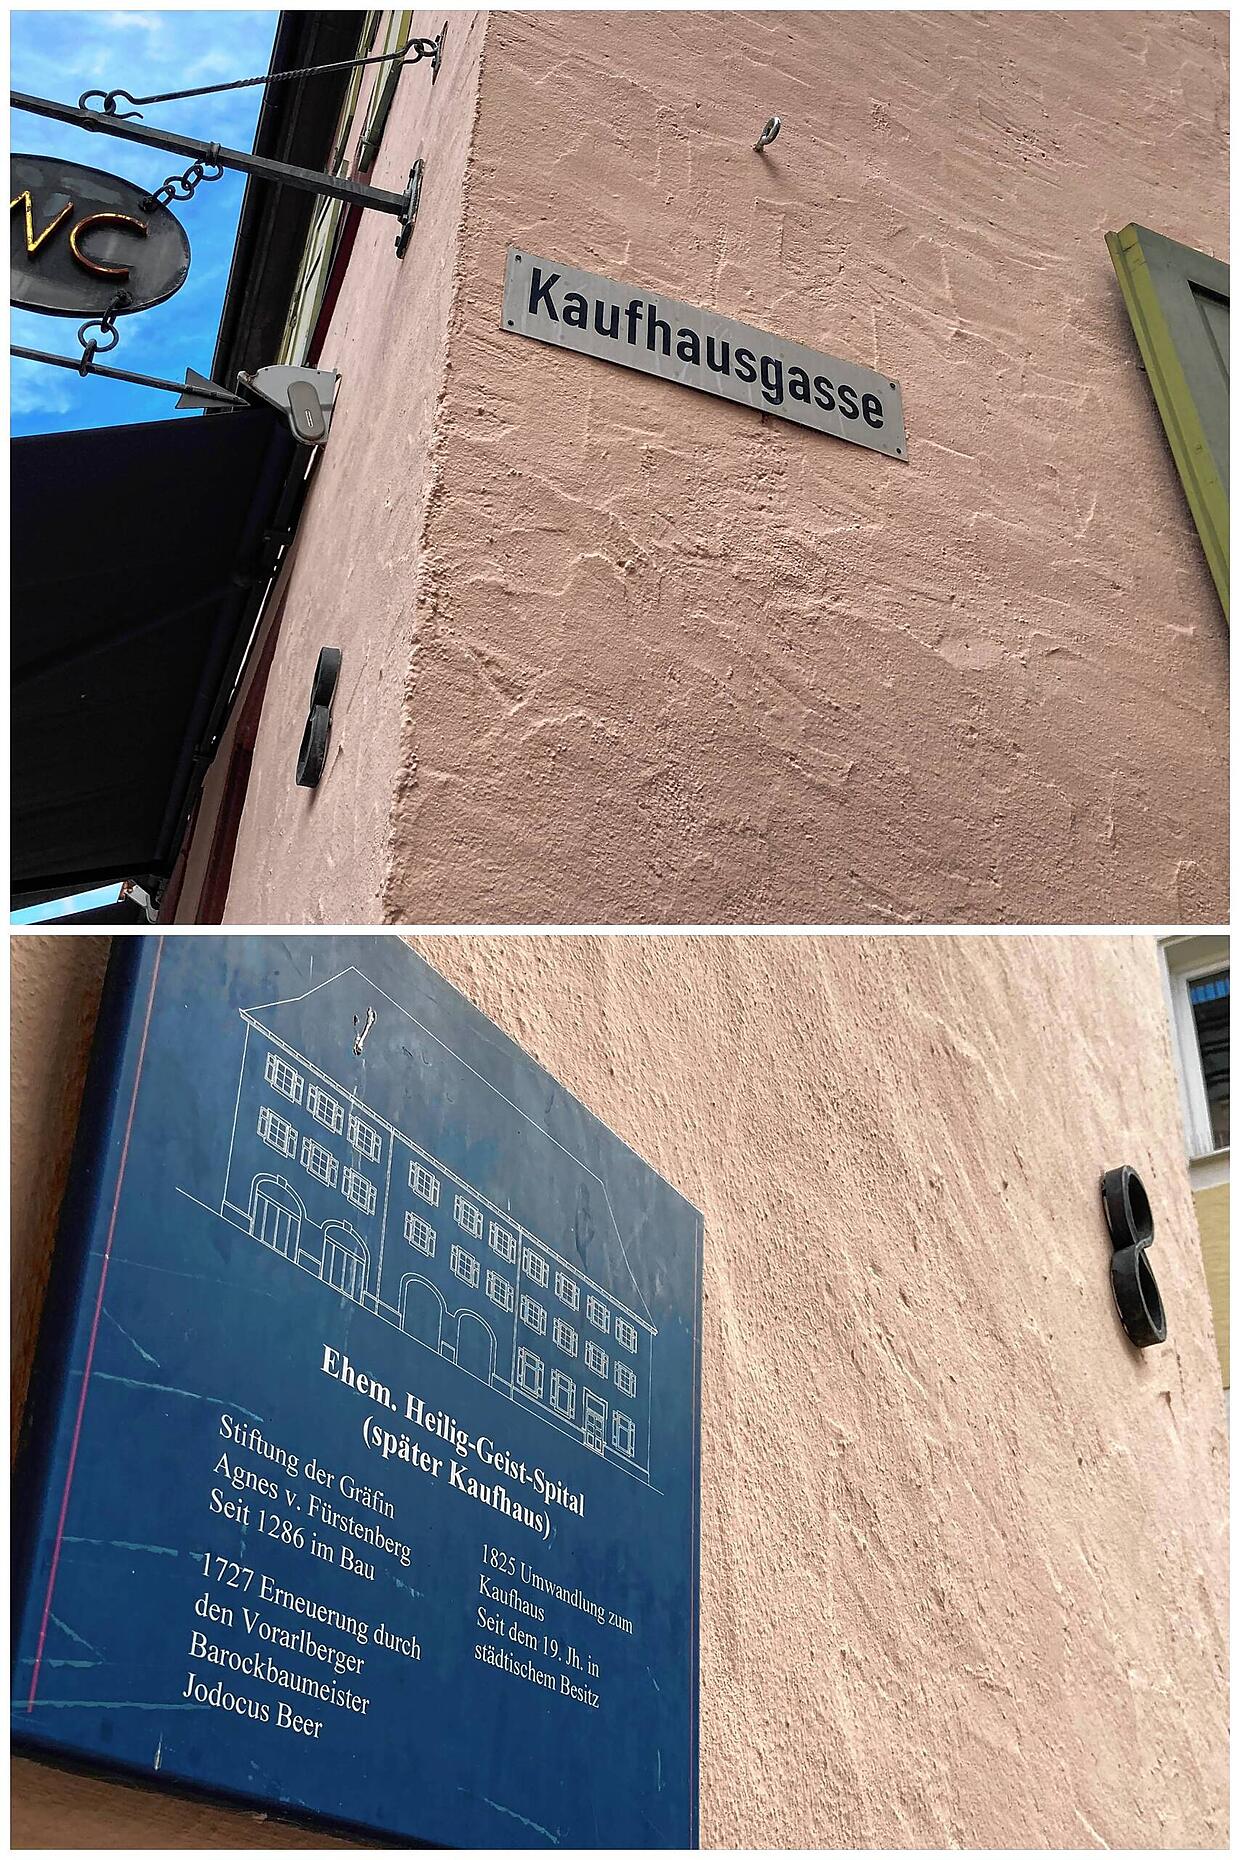 NC
Kaufhausgasse
Ehem. Heilig-Geist-Spital
(später Kaufhaus)
Stiftung der Gräfin
Agnes v. Fürstenberg
Seit 1286 im Bau
1727 Erneuerung durch
den Vorarlberger
Barockbaumeister
Jodocus Beer
1825 Umwandlung zum
Kaufhaus
Seit dem 19. Jh. in
städtischem Besitz